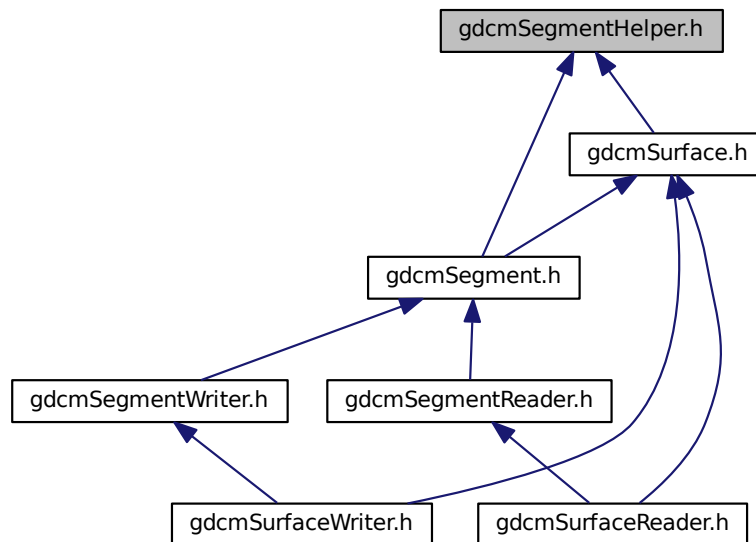 gdcmSegmentHelper.h
gdcmSurface.h
gdcmSegment.h
gdcmSegmentWriter.h
gdcmSegmentReader.h
gdcmSurfaceWriter.h
gdcmSurfaceReader.h